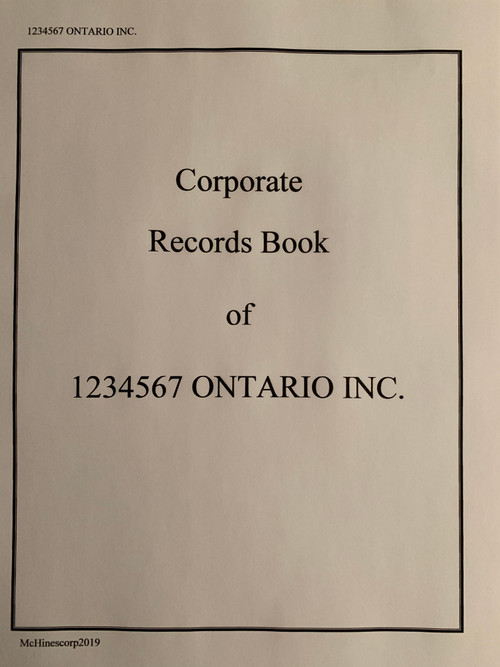 1234567 ONTARIO INC.
Corporate
Records Book
of
1234567 ONTARIO INC.
McHinescorp2019